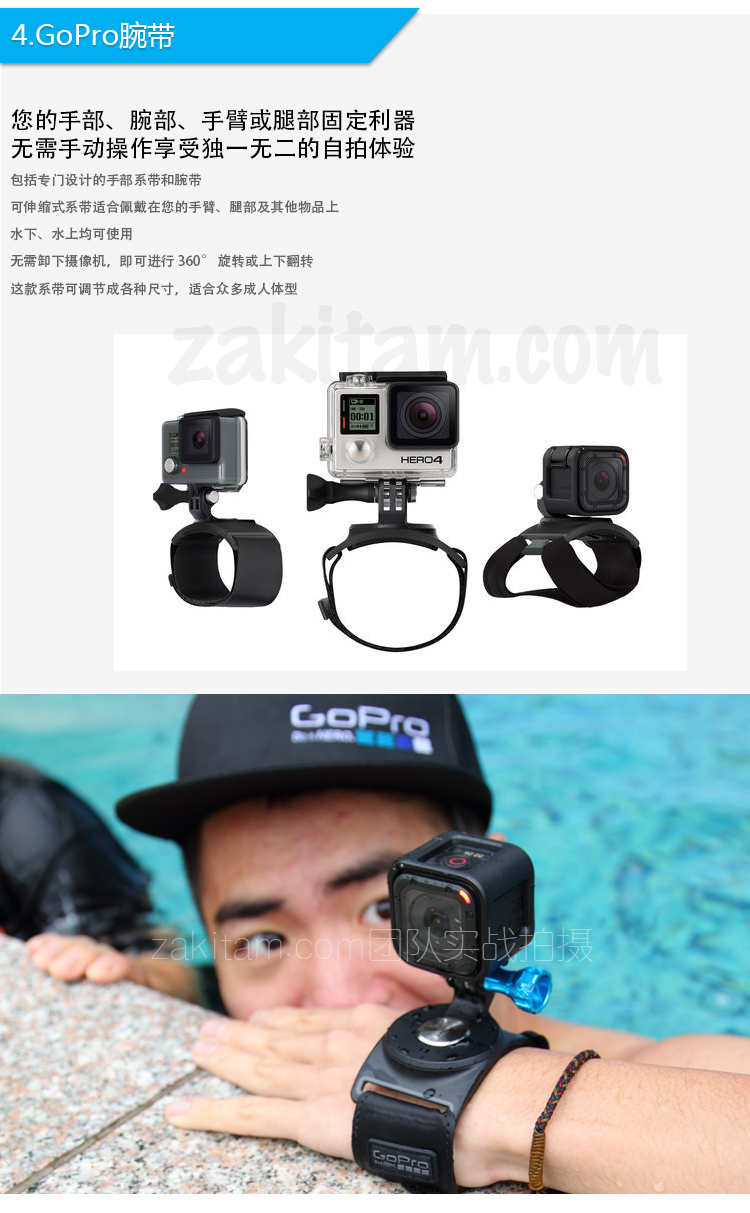 4.GoPro腕带
您的手部、腕部、手臂或腿部固定利器
无需手动操作享受独一无二的自拍体验
包括专门设计的手部系带和腕带
可伸缩式系带适合佩戴在您的手臂、腿部及其他物品上
水下、水上均可使用
无需卸下摄像机，即可进行 360° 旋转或上下翻转
这款系带可调节成各种尺寸，适合众多成人体型
zakitam.com
00:01
HERO4
GoPro
Be a HERO.
zakitam.com团队实战拍摄
GoPro